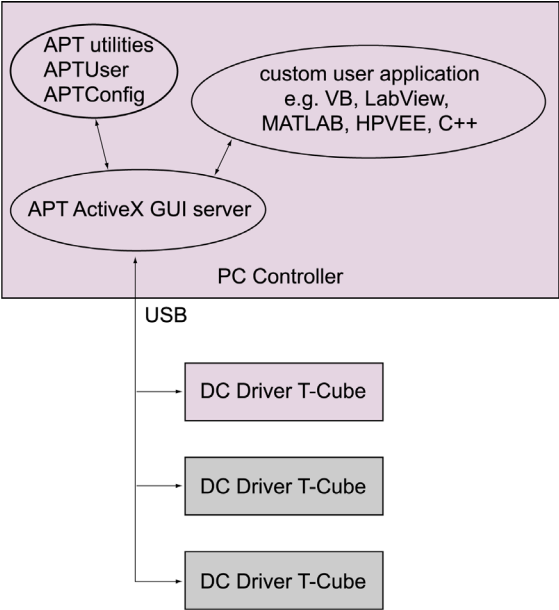 APT utilities
APTUser
APTConfig
custom user application
e.g. VB, LabView,
MATLAB, HPVEE, C++
APT ActiveX GUI server
PC Controller
USB
DC Driver T-Cube
DC Driver T-Cube
DC Driver T-Cube